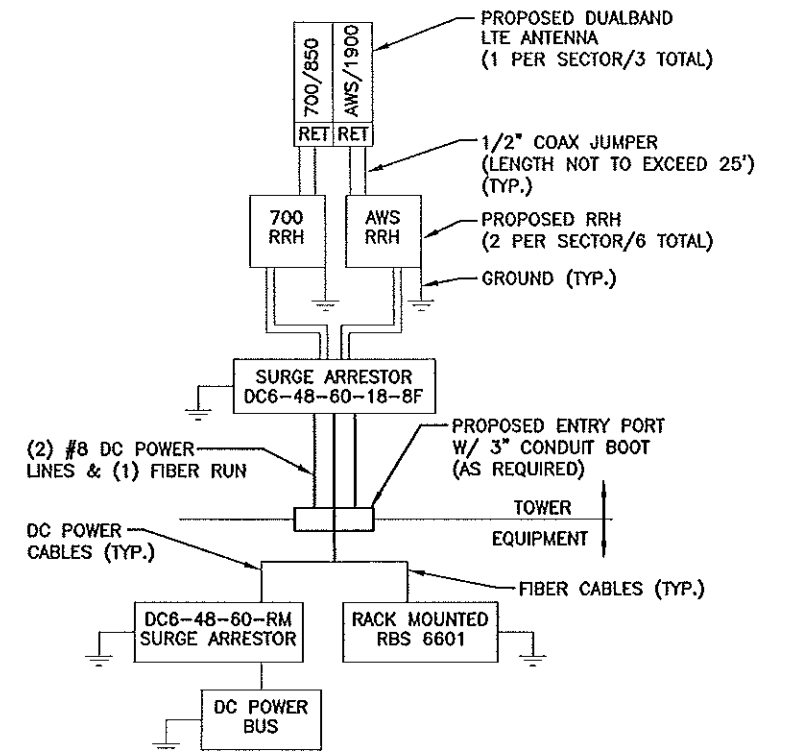 PROPOSED DUALBAND
LTE ANTENNA
(1 PER SECTOR/3 TOTAL)
700/850
AWS/1900
RET RET
1/2" COAX JUMPER
(LENGTH NOT TO EXCEED 25')
(TYP.)
700
RRH
AWS
RRH
PROPOSED RRH
(2 PER SECTOR/6 TOTAL)
GROUND (TYP.)
SURGE ARRESTOR
DC6-48-60-18-8F
(2) #8 DC POWER
LINES & (1) FIBER RUN
PROPOSED ENTRY PORT
W/ 3" CONDUIT BOOT
(AS REQUIRED)
TOWER
EQUIPMENT
DC POWER
CABLES (TYP.)
FIBER CABLES (TYP.)
DC6-48-60-RM
SURGE ARRESTOR
RACK MOUNTED
RBS 6601
DC POWER
BUS